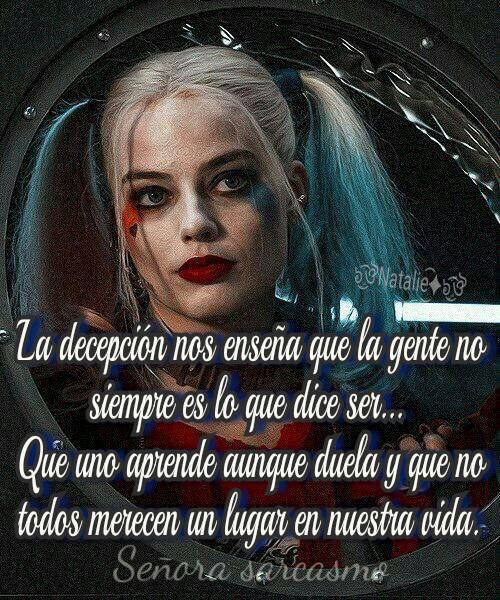 Natalie
La decepción nos enseña que la gente no
siempre es lo que dice ser...
Que uno aprende aunque duela y que no
todos merecen un lugar en nuestra vida.
Señora sarcasmo